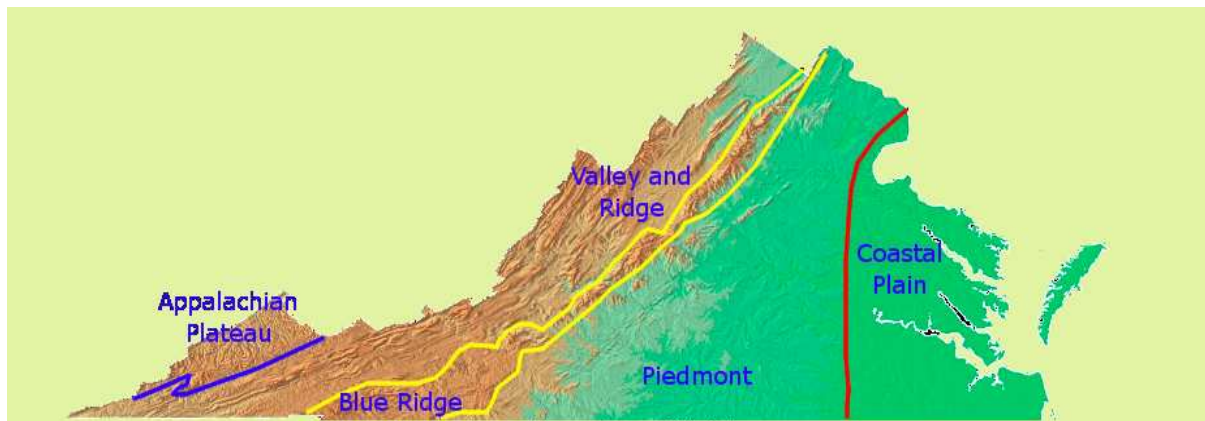 Valley and
Ridge
Coastal
Plain
Appalachian
Plateau
Piedmont
Blue Ridge